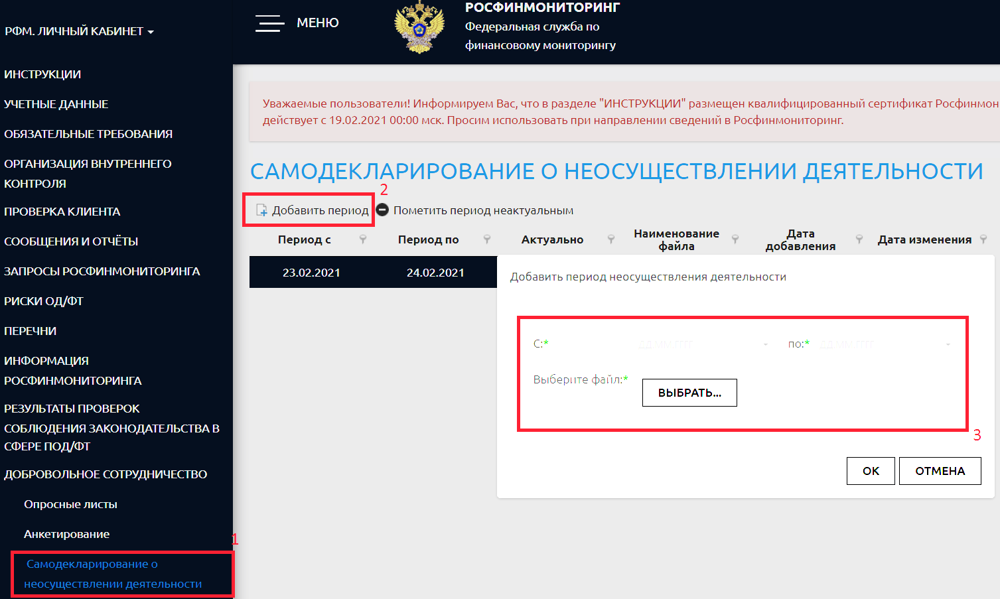 РФМ. ЛИЧНЫЙ КАБИНЕТ
ИНСТРУКЦИИ
УЧЕТНЫЕ ДАННЫЕ
ОБЯЗАТЕЛЬНЫЕ ТРЕБОВАНИЯ
ОРГАНИЗАЦИЯ ВНУТРЕННЕГО
КОНТРОЛЯ
ПРОВЕРКА КЛИЕНТА
СООБЩЕНИЯ И ОТЧЁТЫ
ЗАПРОСЫ РОСФИНМОНИТОРИНГА
РИСКИ ОД/ФТ
ПЕРЕЧНИ
ИНФОРМАЦИЯ
РОСФИНМОНИТОРИНГА
РЕЗУЛЬТАТЫ ПРОВЕРОК
СОБЛЮДЕНИЯ ЗАКОНОДАТЕЛЬСТВА В
СФЕРЕ ПОД/ФТ
ДОБРОВОЛЬНОЕ СОТРУДНИЧЕСТВО
Опросные листы
Анкетирование
1
Самодекларирование о
неосуществлении деятельности
МЕНЮ
РОСФИНМОНИТОРИНГ
Федеральная служба по
финансовому мониторингу
Уважаемые пользователи! Информируем Вас, что в разделе "ИНСТРУКЦИИ" размещен квалифицированный сертификат Росфинмон
действует с 19.02.2021 00:00 мск. Просим использовать при направлении сведений в Росфинмониторинг.
САМОДЕКЛАРИРОВАНИЕ О НЕОСУЩЕСТВЛЕНИИ ДЕЯТЕЛЬНОСТИ
2
Добавить период Пометить период неактуальным
Период с Период по Актуально Наименование файла Дата добавления Дата изменения
23.02.2021 24.02.2021
Добавить период неосуществления деятельности
С:* ДД.ММ.ГГГГ по:* ДД.ММ.ГГГГ
Выберите файл:* ВЫБРАТЬ...
3
ОК ОТМЕНА